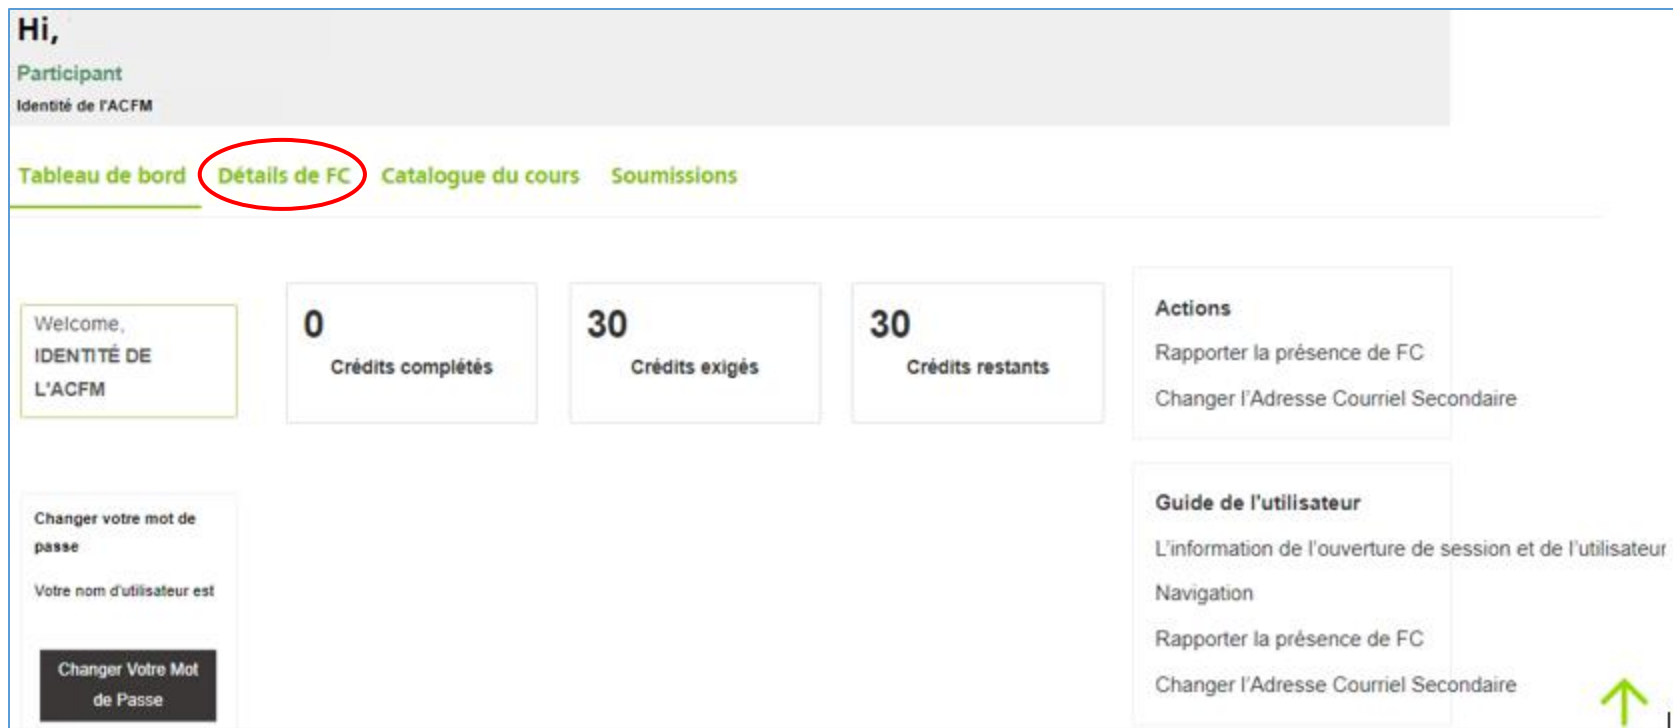 Hi,
Participant
Identité de l'ACFM
Tableau de bord Détails de FC Catalogue du cours Soumissions
Welcome,
IDENTITÉ DE
L'ACFM
0
Crédits complétés
30
Crédits exigés
30
Crédits restants
Actions
Rapporter la présence de FC
Changer l'Adresse Courriel Secondaire
Changer votre mot de
passe
Votre nom d'utilisateur est
Changer Votre Mot
de Passe
Guide de l'utilisateur
L'information de l'ouverture de session et de l'utilisateur
Navigation
Rapporter la présence de FC
Changer l'Adresse Courriel Secondaire